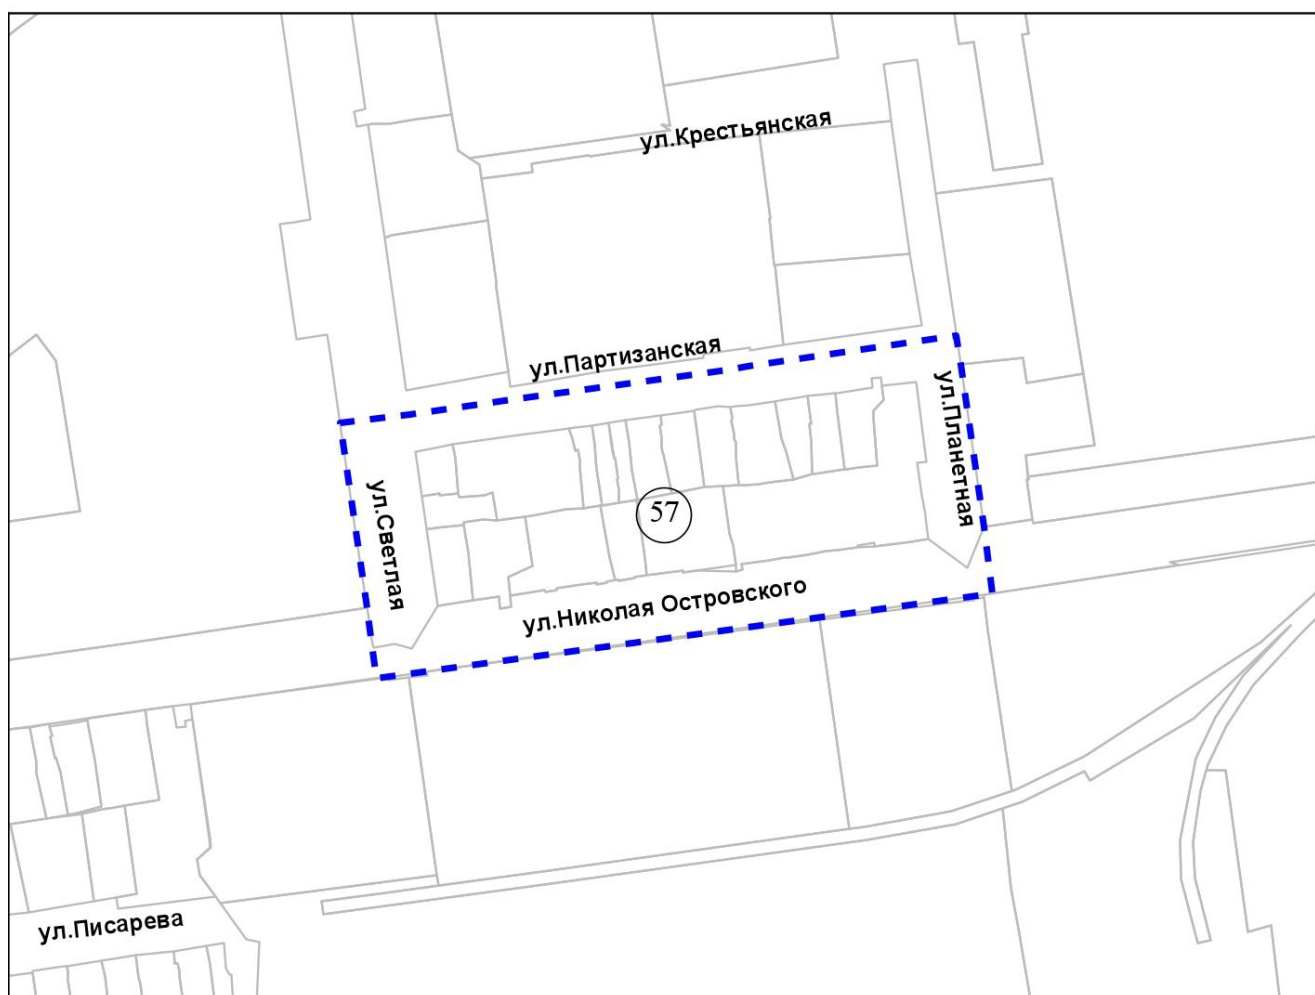 ул.Крестьянская
ул.Партизанская
ул.Планетная
ул.Светлая
57
ул.Николая Островского
ул.Писарева